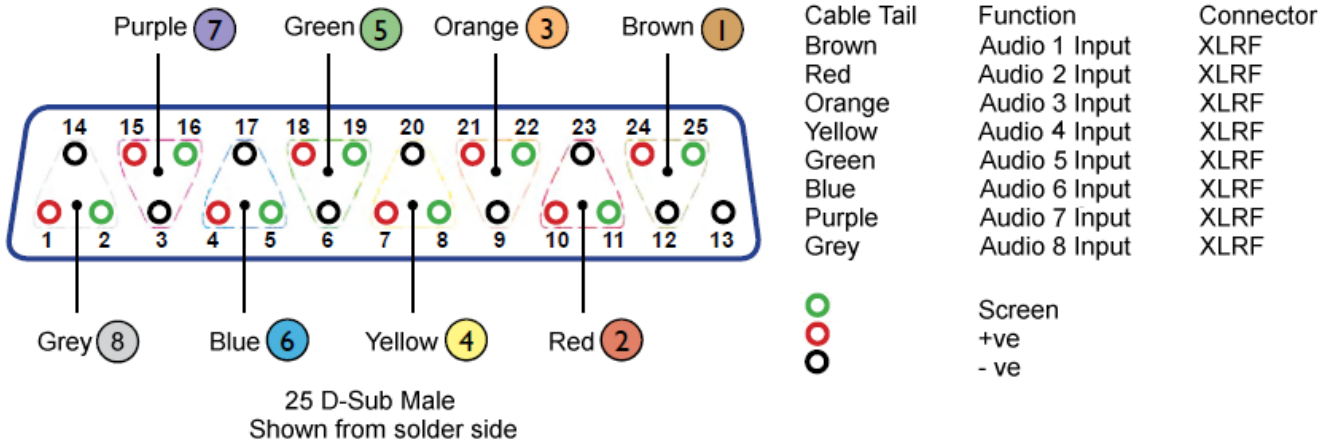 Purple 7 Green 5 Orange 3 Brown 1
14 15 16 17 18 19 20 21 22 23 24 25
1 2 3 4 5 6 7 8 9 10 11 12 13
Grey 8 Blue 6 Yellow 4 Red 2
25 D-Sub Male
Shown from solder side
Cable Tail Function Connector
Brown Audio 1 Input XLRF
Red Audio 2 Input XLRF
Orange Audio 3 Input XLRF
Yellow Audio 4 Input XLRF
Green Audio 5 Input XLRF
Blue Audio 6 Input XLRF
Purple Audio 7 Input XLRF
Grey Audio 8 Input XLRF
Screen
+ve
- ve